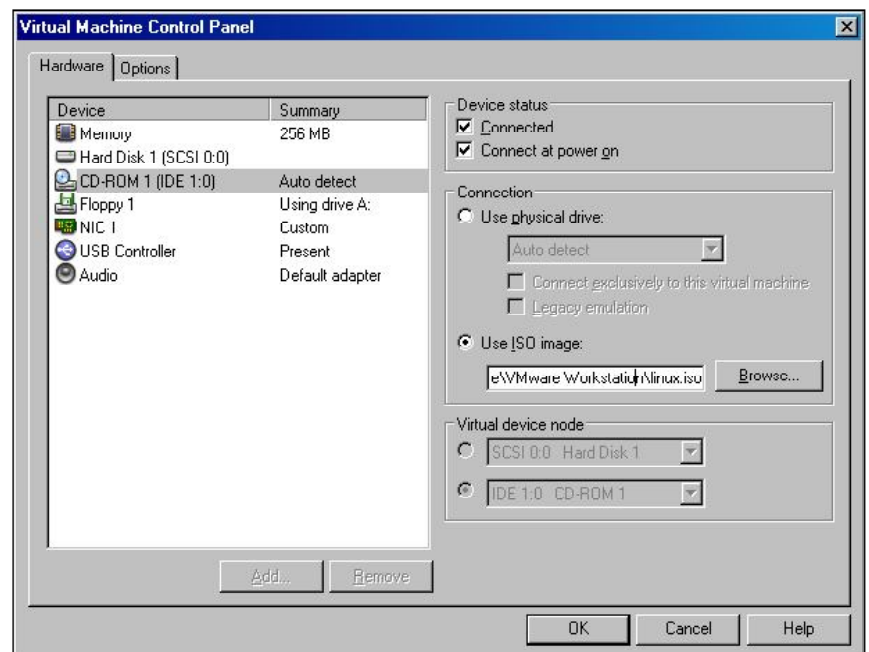 Virtual Machine Control Panel
Hardware
Options
Device Summary
Memory 256 MB
Hard Disk 1 (SCSI 0:0)
CD-ROM 1 (IDE 1:0) Auto detect
Floppy 1 Using drive A:
NIC 1 Custom
USB Controller Present
Audio Default adapter
Add...
Remove
Device status
Connected
Connect at power on
Connection
Use physical drive:
Auto detect
Connect exclusively to this virtual machine
Legacy emulation
Use ISO image:
e\VMware Workstation\linux.iso
Browse...
Virtual device node
SCSI 0:0 Hard Disk 1
IDE 1:0 CD-ROM 1
OK
Cancel
Help